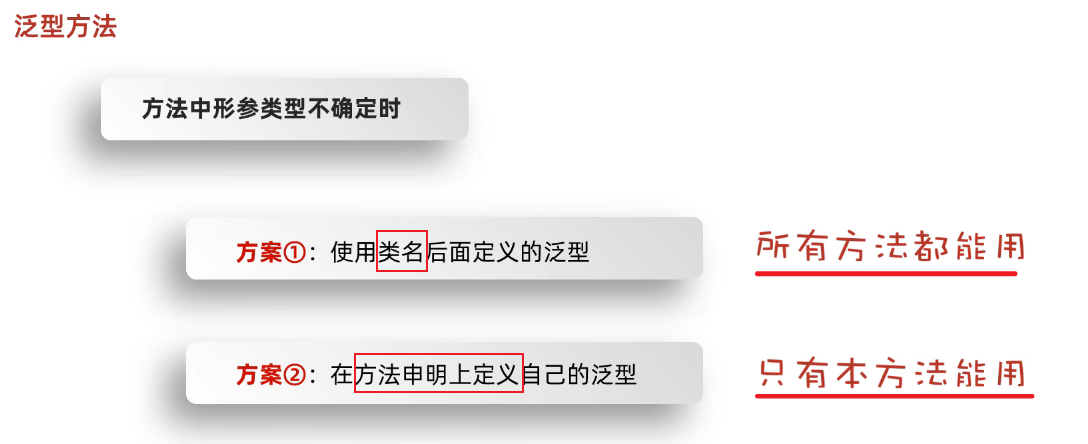 泛型方法
方法中形参类型不确定时
方案①：使用类名后面定义的泛型
所有方法都能用
方案②：在方法申明上定义自己的泛型
只有本方法能用